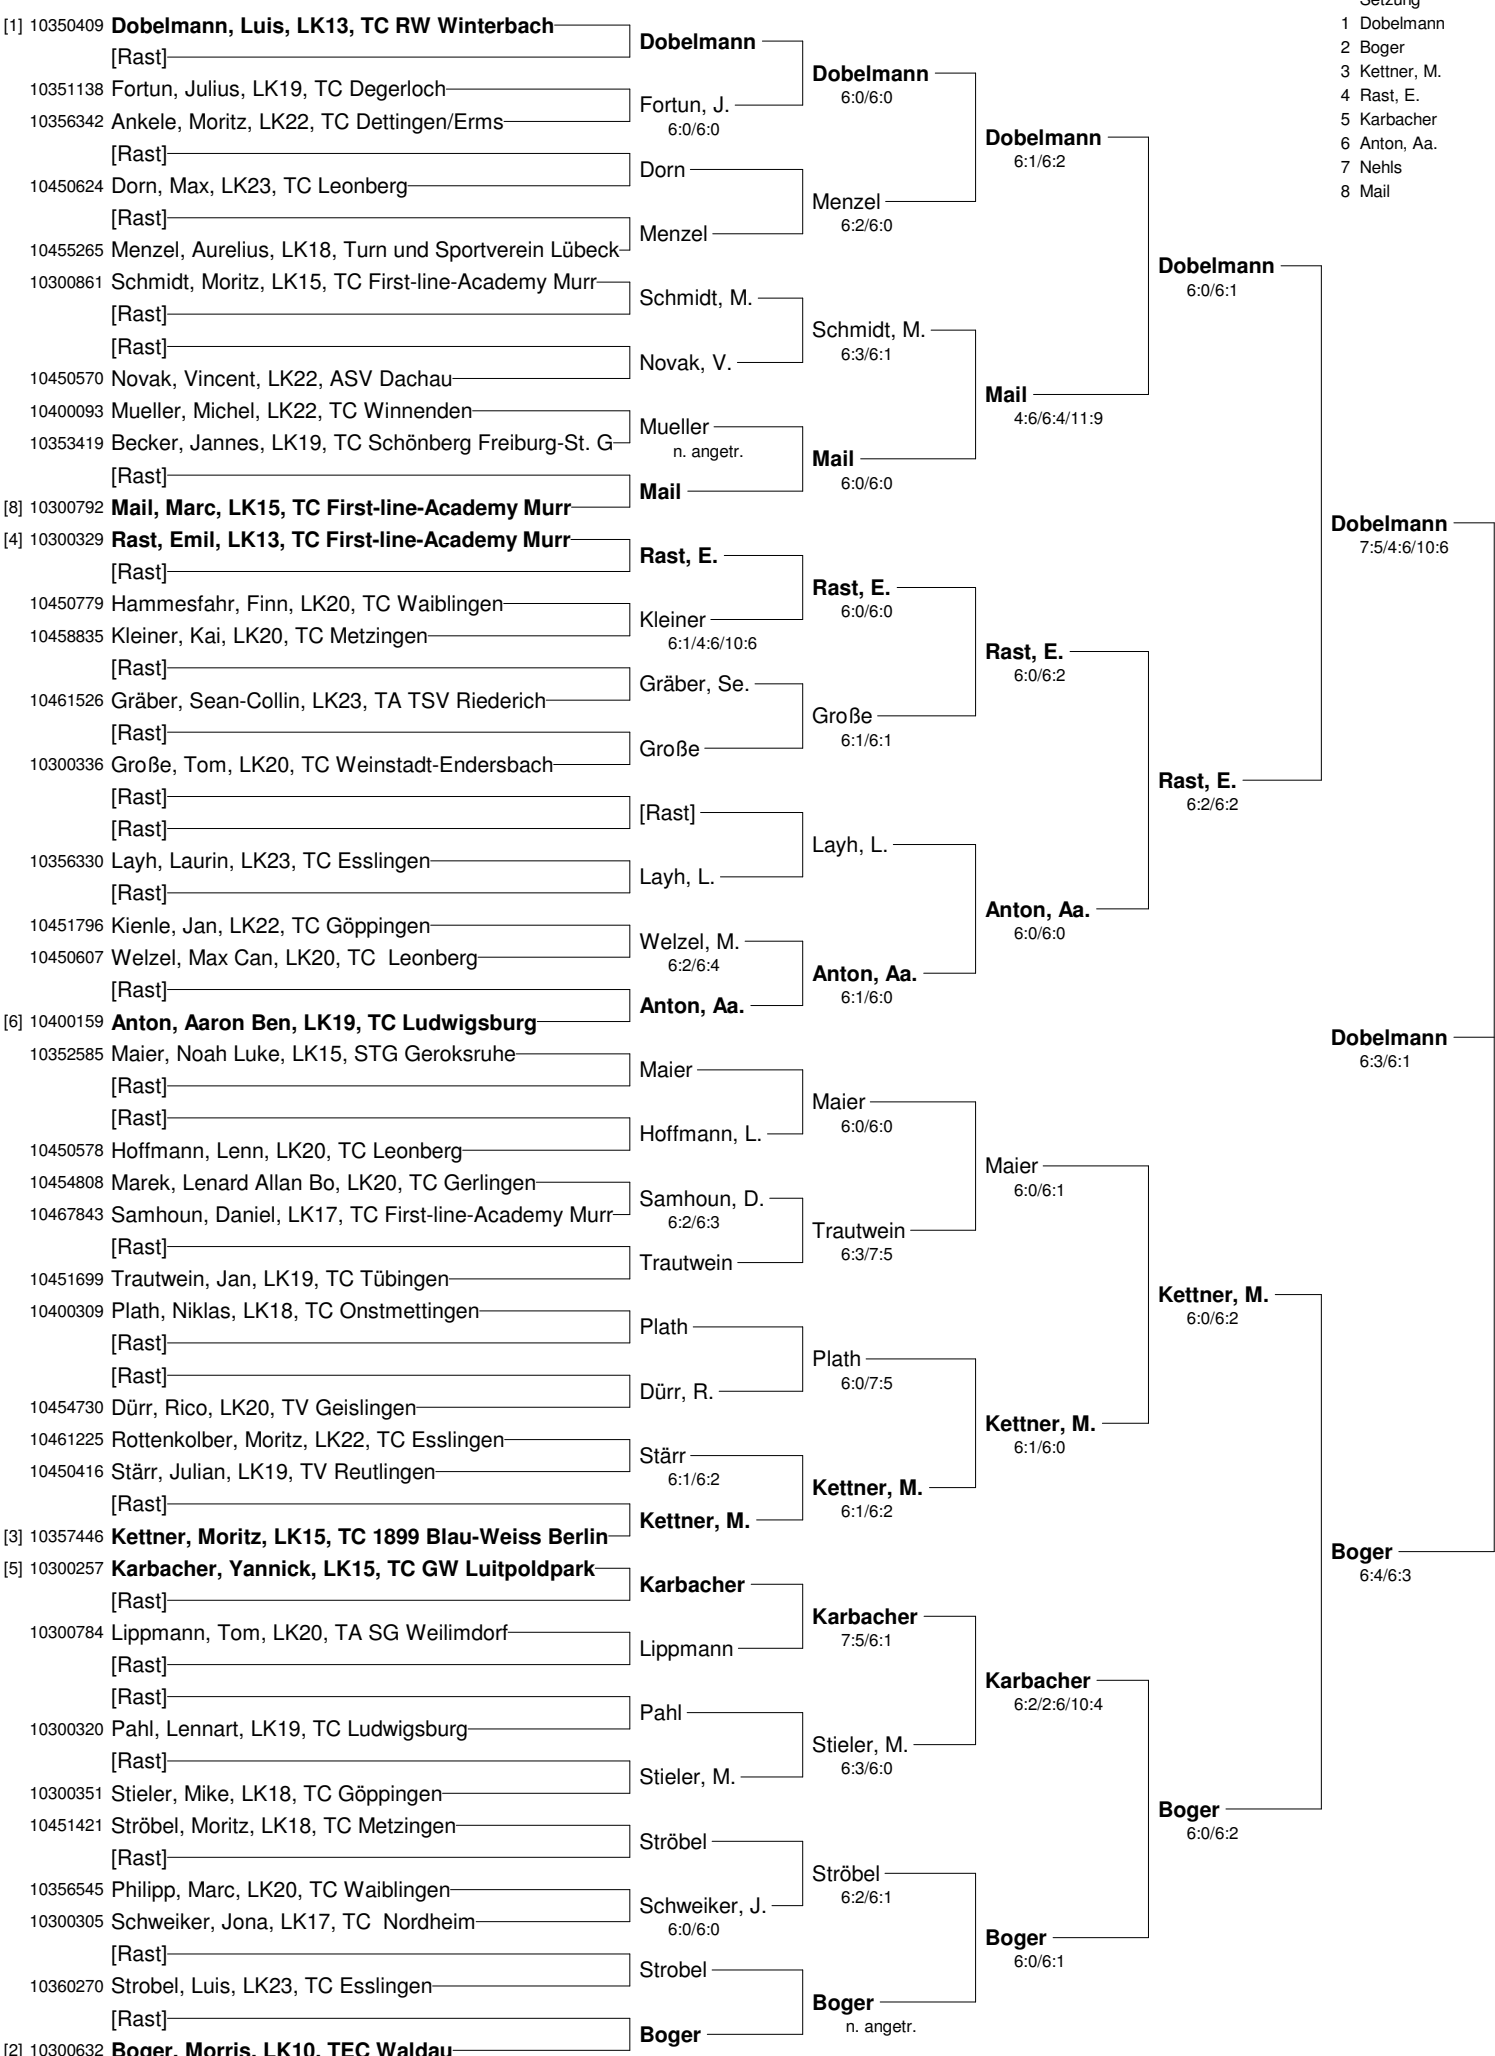 Setzung
1 Dobelmann
2 Boger
3 Kettner, M.
4 Rast, E.
5 Karbacher
6 Anton, Aa.
7 Nehls
8 Mail
[1] 10350409 Dobelmann, Luis, LK13, TC RW Winterbach
[Rast]
10351138 Fortun, Julius, LK19, TC Degerloch
10356342 Ankele, Moritz, LK22, TC Dettingen/Erms
[Rast]
10450624 Dorn, Max, LK23, TC Leonberg
[Rast]
10455265 Menzel, Aurelius, LK18, Turn und Sportverein Lübeck
10300861 Schmidt, Moritz, LK15, TC First-line-Academy Murr
[Rast]
[Rast]
10450570 Novak, Vincent, LK22, ASV Dachau
10400093 Mueller, Michel, LK22, TC Winnenden
10353419 Becker, Jannes, LK19, TC Schönberg Freiburg-St. G
[Rast]
[8] 10300792 Mail, Marc, LK15, TC First-line-Academy Murr
[4] 10300329 Rast, Emil, LK13, TC First-line-Academy Murr
[Rast]
10450779 Hammesfahr, Finn, LK20, TC Waiblingen
10458835 Kleiner, Kai, LK20, TC Metzingen
[Rast]
10461526 Gräber, Sean-Collin, LK23, TA TSV Riederich
[Rast]
10300336 Große, Tom, LK20, TC Weinstadt-Endersbach
[Rast]
[Rast]
10356330 Layh, Laurin, LK23, TC Esslingen
[Rast]
10451796 Kienle, Jan, LK22, TC Göppingen
10450607 Welzel, Max Can, LK20, TC Leonberg
[Rast]
[6] 10400159 Anton, Aaron Ben, LK19, TC Ludwigsburg
10352585 Maier, Noah Luke, LK15, STG Geroksruhe
[Rast]
[Rast]
10450578 Hoffmann, Lenn, LK20, TC Leonberg
10454808 Marek, Lenard Allan Bo, LK20, TC Gerlingen
10467843 Samhoun, Daniel, LK17, TC First-line-Academy Murr
[Rast]
10451699 Trautwein, Jan, LK19, TC Tübingen
10400309 Plath, Niklas, LK18, TC Onstmettingen
[Rast]
[Rast]
10454730 Dürr, Rico, LK20, TV Geislingen
10461225 Rottenkolber, Moritz, LK22, TC Esslingen
10450416 Stärr, Julian, LK19, TV Reutlingen
[Rast]
[3] 10357446 Kettner, Moritz, LK15, TC 1899 Blau-Weiss Berlin
[5] 10300257 Karbacher, Yannick, LK15, TC GW Luitpoldpark
[Rast]
10300784 Lippmann, Tom, LK20, TA SG Weilimdorf
[Rast]
[Rast]
10300320 Pahl, Lennart, LK19, TC Ludwigsburg
[Rast]
10300351 Stieler, Mike, LK18, TC Göppingen
10451421 Ströbel, Moritz, LK18, TC Metzingen
[Rast]
10356545 Philipp, Marc, LK20, TC Waiblingen
10300305 Schweiker, Jona, LK17, TC Nordheim
[Rast]
10360270 Strobel, Luis, LK23, TC Esslingen
[Rast]
[2] 10300632 Boger, Morris, LK10, TEC Waldau
Dobelmann
Fortun, J.
6:0/6:0
Dorn
Menzel
Schmidt, M.
Novak, V.
Mueller
n. angetr.
Mail
Rast, E.
Kleiner
6:1/4:6/10:6
Gräber, Se.
Große
[Rast]
Layh, L.
Welzel, M.
6:2/6:4
Anton, Aa.
Maier
Hoffmann, L.
Samhoun, D.
6:2/6:3
Trautwein
Plath
Dürr, R.
Stärr
6:1/6:2
Kettner, M.
Karbacher
Lippmann
Pahl
Stieler, M.
Ströbel
Schweiker, J.
6:0/6:0
Strobel
Boger
Dobelmann
6:0/6:0
Menzel
6:2/6:0
Schmidt, M.
6:3/6:1
Mail
6:0/6:0
Rast, E.
6:0/6:0
Große
6:1/6:1
Layh, L.
Anton, Aa.
6:1/6:0
Maier
6:0/6:0
Trautwein
6:3/7:5
Plath
6:0/7:5
Kettner, M.
6:1/6:2
Karbacher
7:5/6:1
Stieler, M.
6:3/6:0
Ströbel
6:2/6:1
Boger
n. angetr.
Dobelmann
6:1/6:2
Mail
4:6/6:4/11:9
Rast, E.
6:0/6:2
Anton, Aa.
6:0/6:0
Maier
6:0/6:1
Kettner, M.
6:1/6:0
Karbacher
6:2/2:6/10:4
Boger
6:0/6:1
Dobelmann
6:0/6:1
Rast, E.
6:2/6:2
Kettner, M.
6:0/6:2
Boger
6:0/6:2
Dobelmann
7:5/4:6/10:6
Boger
6:4/6:3
Dobelmann
6:3/6:1